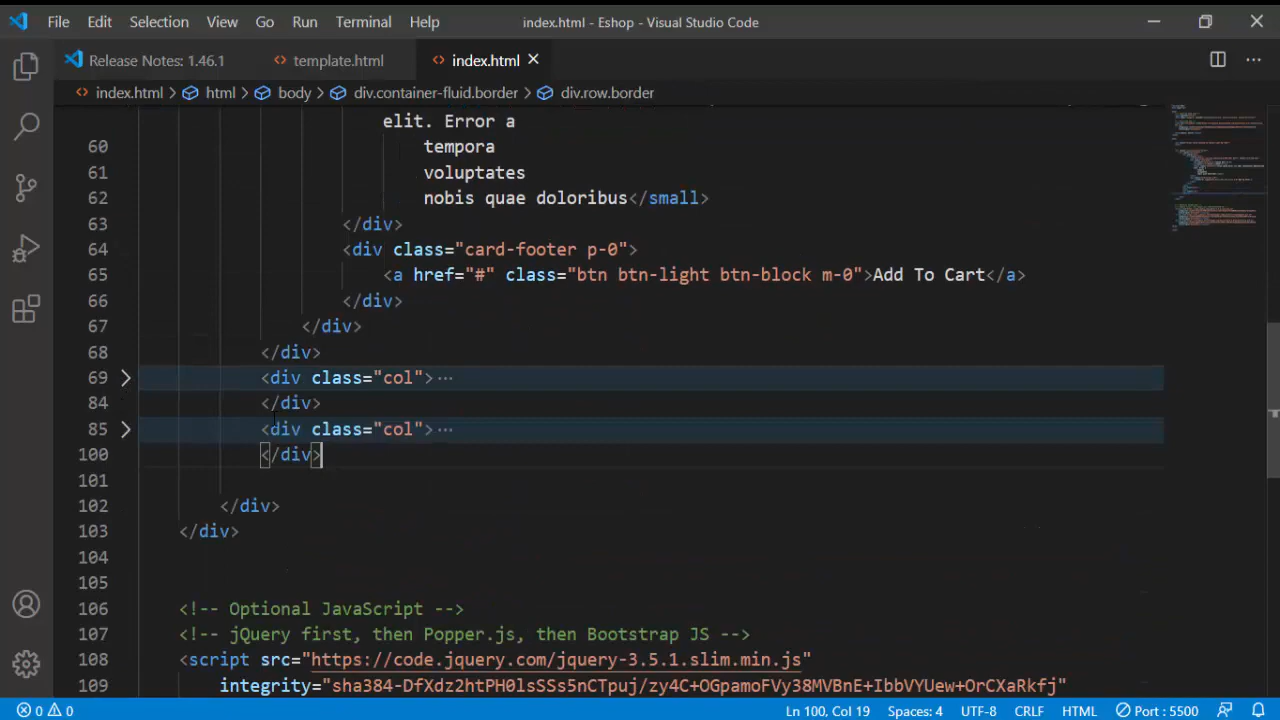 File Edit Selection View Go Run Terminal Help index.html - Eshop - Visual Studio Code
Release Notes: 1.46.1 <> template.html <> index.html
<> index.html > html > body > div.container-fluid.border > div.row.border
elit. Error a
60 tempora
61 voluptates
62 nobis quae doloribus</small>
63 </div>
64 <div class="card-footer p-0">
65 <a href="#" class="btn btn-light btn-block m-0">Add To Cart</a>
66 </div>
67 </div>
68 </div>
69 <div class="col">···
84 </div>
85 <div class="col">···
100 </div>
101
102 </div>
103 </div>
104
105
106 <!-- Optional JavaScript -->
107 <!-- jQuery first, then Popper.js, then Bootstrap JS -->
108 <script src="https://code.jquery.com/jquery-3.5.1.slim.min.js"
109 integrity="sha384-DfXdz2htPH0lsSSs5nCTpuj/zy4C+OGpamoFVy38MVBnE+IbbVYUew+OrCXaRkfj"
0 0 Ln 100, Col 19 Spaces: 4 UTF-8 CRLF HTML Port : 5500